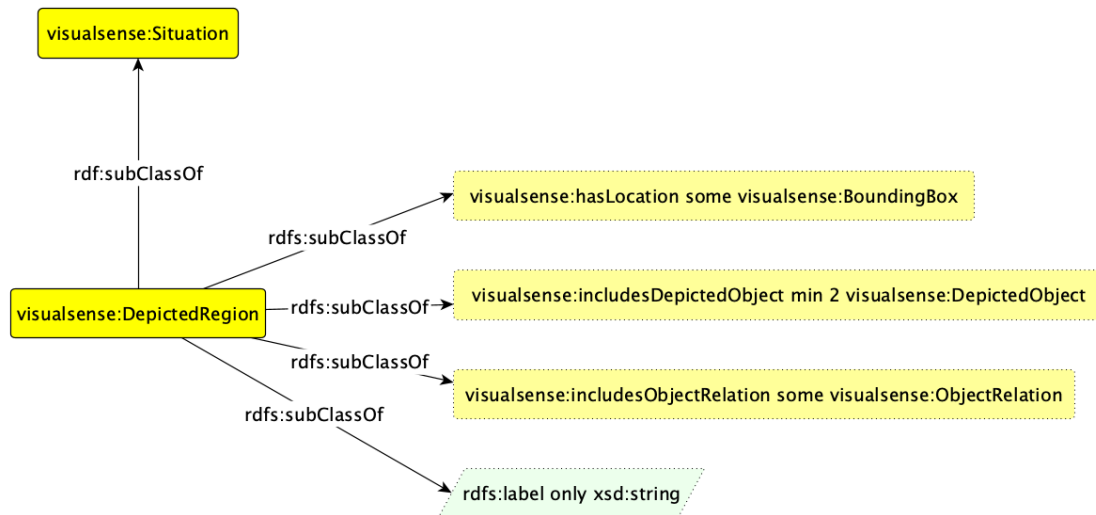 visualsense:Situation
rdf:subClassOf
visualsense:hasLocation some visualsense:BoundingBox
rdfs:subClassOf
visualsense:includesDepictedObject min 2 visualsense:DepictedObject
rdfs:subClassOf
visualsense:DepictedRegion
rdfs:subClassOf
visualsense:includesObjectRelation some visualsense:ObjectRelation
rdfs:subClassOf
rdfs:label only xsd:string